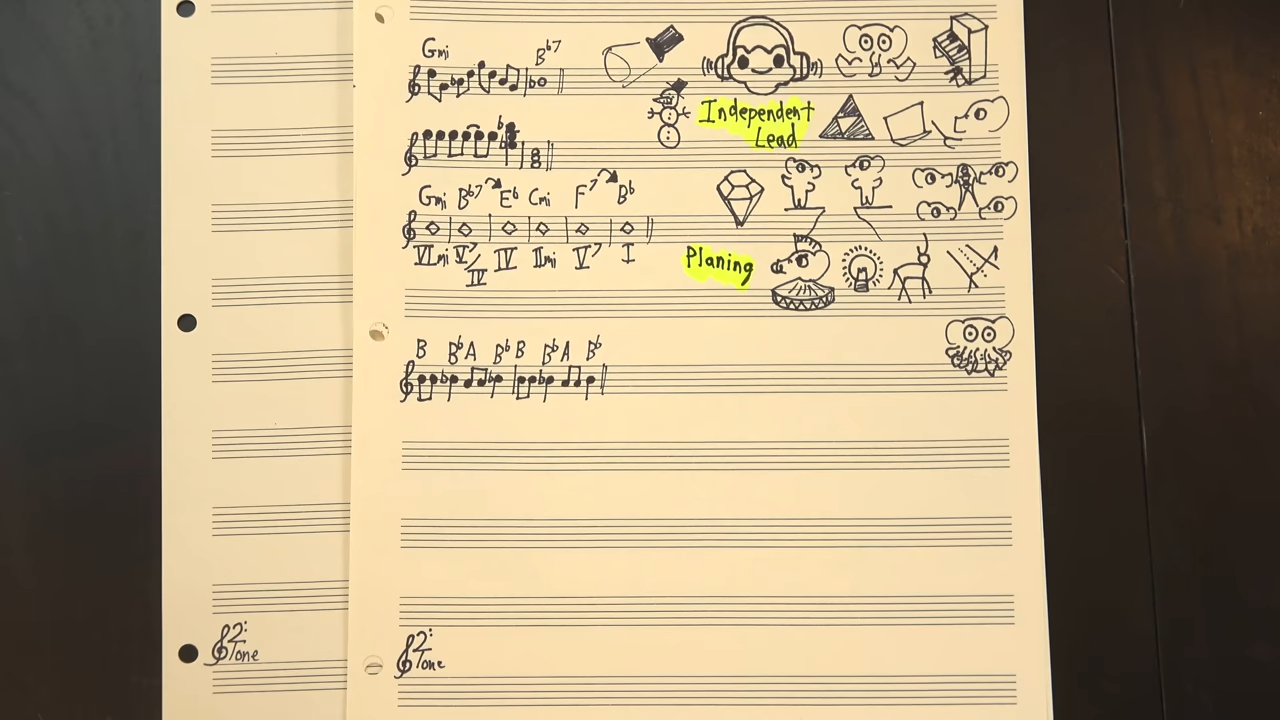 Gmi B♭7
Independent
Lead
Gmi B♭7 E♭ Cmi F7 B♭
VImi V7/IV IV IImi V7 I
Planing
B B♭ A B♭ B B♭ A B♭
2:
Tone
2:
Tone